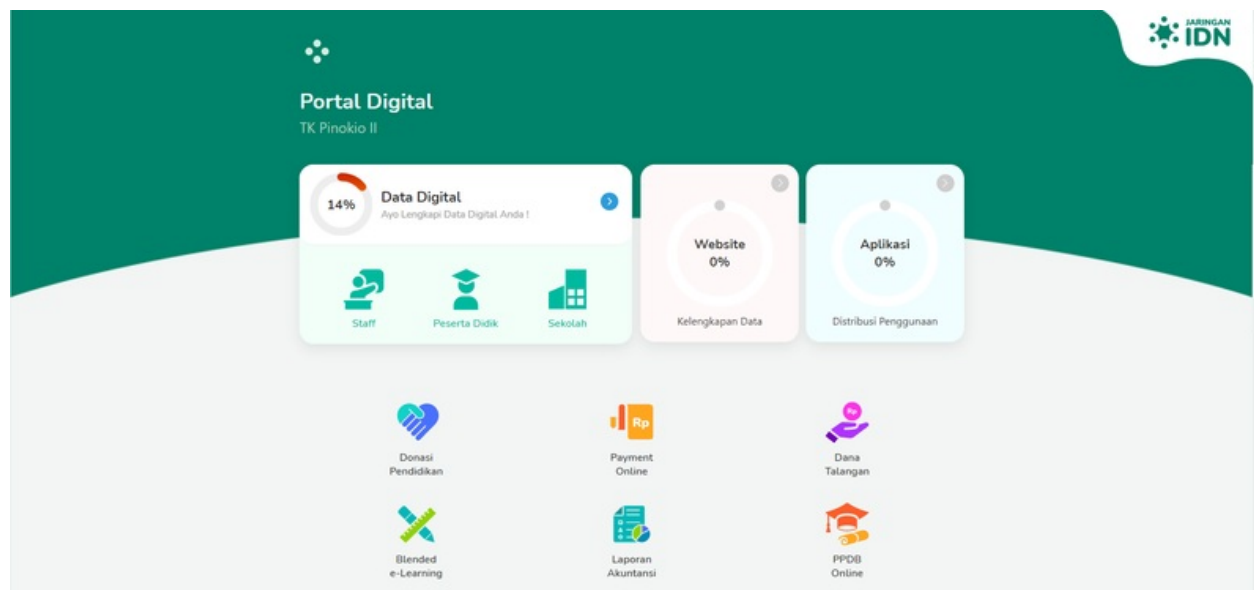 JARINGAN
IDN
Portal Digital
TK Pinokio II
14%
Data Digital
Ayo Lengkapi Data Digital Anda !
Staff
Peserta Didik
Sekolah
Website
0%
Kelengkapan Data
Aplikasi
0%
Distribusi Penggunaan
Donasi
Pendidikan
Rp
Payment
Online
Rp
Dana
Talangan
Blended
e-Learning
Laporan
Akuntansi
PPDB
Online